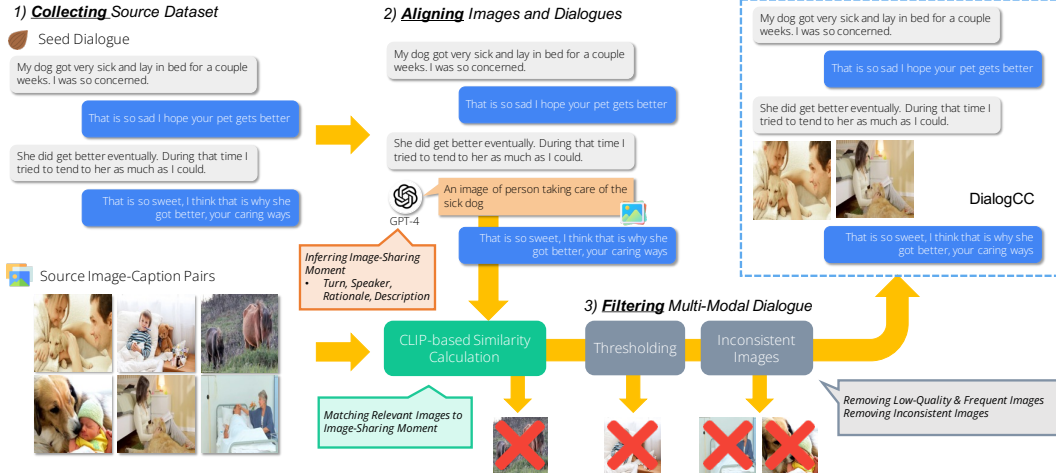 1) Collecting Source Dataset
Seed Dialogue
My dog got very sick and lay in bed for a couple
weeks. I was so concerned.
That is so sad I hope your pet gets better
She did get better eventually. During that time I
tried to tend to her as much as I could.
That is so sweet, I think that is why she
got better, your caring ways
Source Image-Caption Pairs
2) Aligning Images and Dialogues
My dog got very sick and lay in bed for a couple
weeks. I was so concerned.
That is so sad I hope your pet gets better
She did get better eventually. During that time I
tried to tend to her as much as I could.
GPT-4
An image of person taking care of the
sick dog
That is so sweet, I think that is why she
got better, your caring ways
Inferring Image-Sharing
Moment
• Turn, Speaker,
Rationale, Description
CLIP-based Similarity
Calculation
Matching Relevant Images to
Image-Sharing Moment
3) Filtering Multi-Modal Dialogue
Thresholding
Inconsistent
Images
Removing Low-Quality & Frequent Images
Removing Inconsistent Images
My dog got very sick and lay in bed for a couple
weeks. I was so concerned.
That is so sad I hope your pet gets better
She did get better eventually. During that time I
tried to tend to her as much as I could.
DialogCC
That is so sweet, I think that is why she
got better, your caring ways